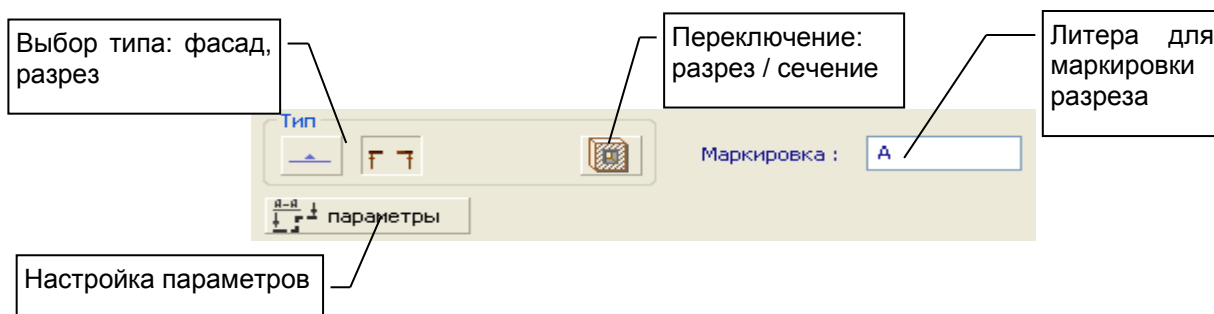 Выбор типа: фасад,
разрез
Переключение:
разрез / сечение
Литера для
маркировки
разреза
Тип
Маркировка :
А
А-А
параметры
Настройка параметров